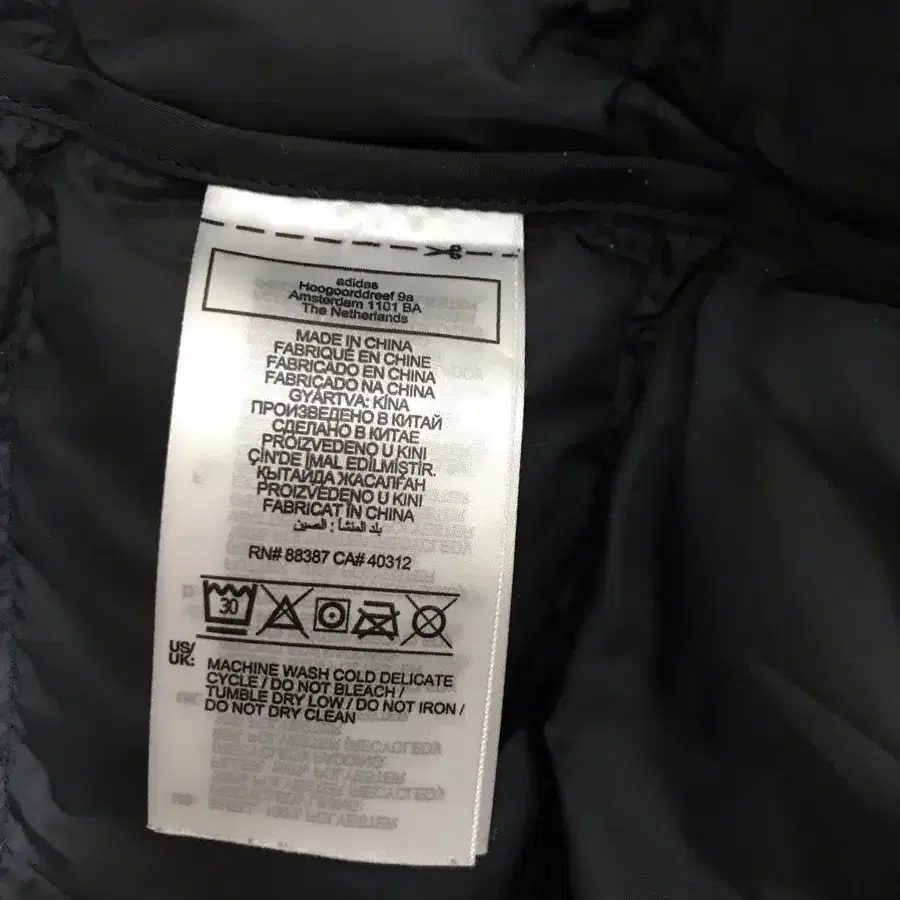 adidas
Hoogoorddreef 9a
Amsterdam 1101 BA
The Netherlands
MADE IN CHINA
FABRIQUÉ EN CHINE
FABRICADO EN CHINA
FABRICADO NA CHINA
GYÁRTVA: KÍNA
ПРОИЗВЕДЕНО В КИТАЙ
СДЕЛАНО В КИТАЕ
PROIZVEDENO U KINI
ÇİN'DE İMAL EDİLMİŞTİR.
ҚЫТАЙДА ЖАСАЛҒАН
PROIZVEDENO U KINI
FABRICAT ÎN CHINA
بلد المنشأ : الصين
RN# 88387 CA# 40312
30
US/
UK:
MACHINE WASH COLD DELICATE
CYCLE / DO NOT BLEACH /
TUMBLE DRY LOW / DO NOT IRON /
DO NOT DRY CLEAN